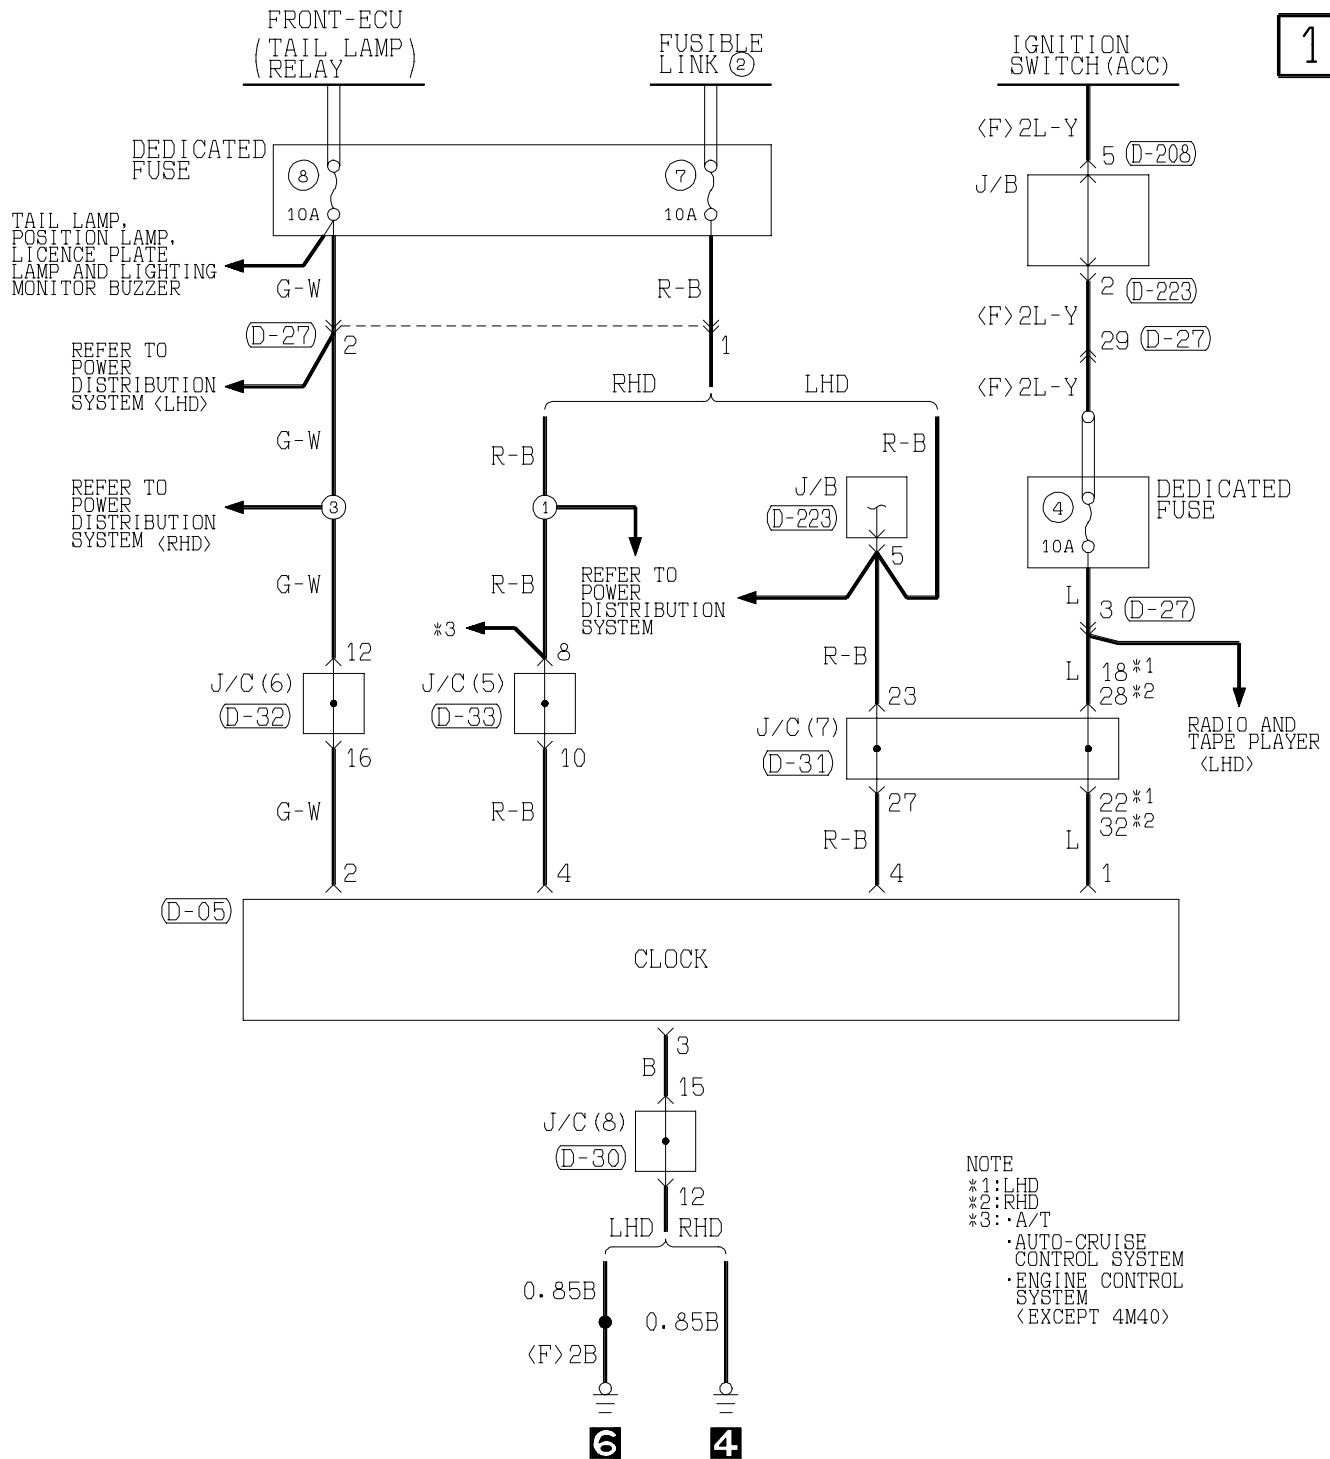 FRONT-ECU
(TAIL LAMP
RELAY)
FUSIBLE
LINK ②
IGNITION
SWITCH(ACC)
1
<F>2L-Y
5 (D-208)
J/B
DEDICATED
FUSE
⑧
10A
⑦
10A
TAIL LAMP,
POSITION LAMP,
LICENCE PLATE
LAMP AND LIGHTING
MONITOR BUZZER
G-W
R-B
2 (D-223)
<F>2L-Y
(D-27)
2
1
29 (D-27)
REFER TO
POWER
DISTRIBUTION
SYSTEM <LHD>
RHD
LHD
<F>2L-Y
G-W
R-B
R-B
REFER TO
POWER
DISTRIBUTION
SYSTEM <RHD>
③
①
J/B
(D-223)
5
④
10A
DEDICATED
FUSE
G-W
R-B
REFER TO
POWER
DISTRIBUTION
SYSTEM
L
3 (D-27)
*3
12
8
R-B
23
L
18*1
28*2
J/C(6)
(D-32)
J/C(5)
(D-33)
J/C(7)
(D-31)
RADIO AND
TAPE PLAYER
<LHD>
16
10
27
22*1
32*2
G-W
R-B
R-B
L
2
4
4
1
(D-05)
CLOCK
3
B
15
J/C(8)
(D-30)
12
LHD
RHD
0.85B
0.85B
<F>2B
6
4
NOTE
*1:LHD
*2:RHD
*3:·A/T
·AUTO-CRUISE
CONTROL SYSTEM
·ENGINE CONTROL
SYSTEM
<EXCEPT 4M40>